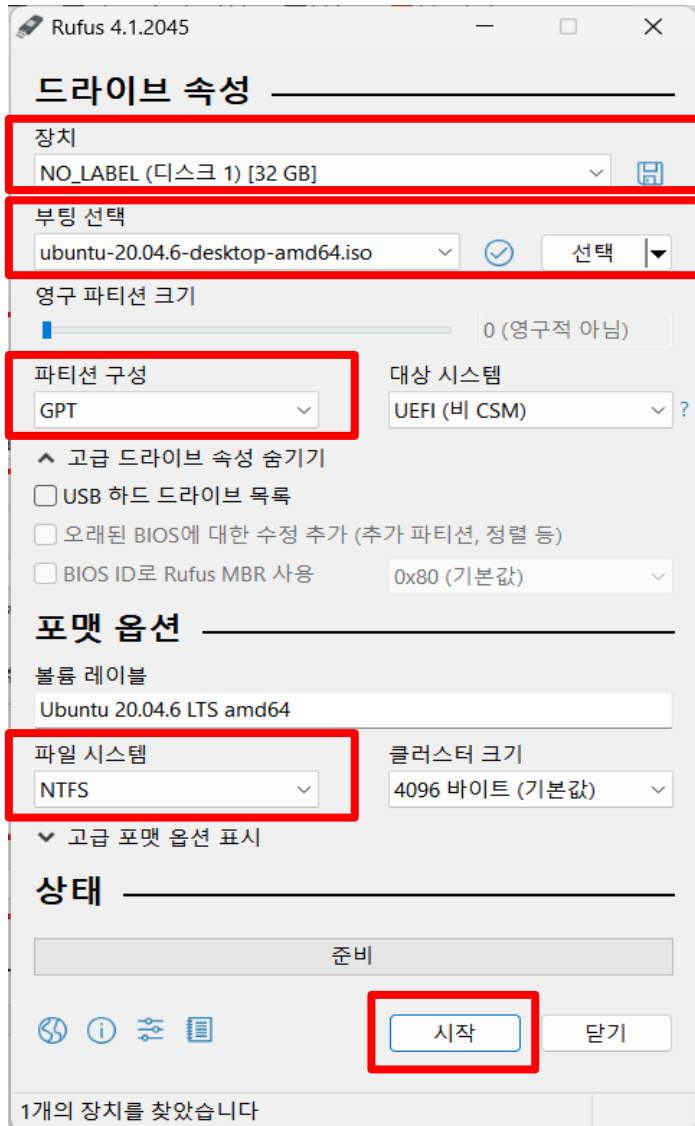 Rufus 4.1.2045
드라이브 속성
장치
NO_LABEL (디스크 1) [32 GB]
부팅 선택
ubuntu-20.04.6-desktop-amd64.iso
선택
영구 파티션 크기
0 (영구적 아님)
파티션 구성
대상 시스템
GPT
UEFI (비 CSM)
?
고급 드라이브 속성 숨기기
USB 하드 드라이브 목록
오래된 BIOS에 대한 수정 추가 (추가 파티션, 정렬 등)
BIOS ID로 Rufus MBR 사용
0x80 (기본값)
포맷 옵션
볼륨 레이블
Ubuntu 20.04.6 LTS amd64
파일 시스템
클러스터 크기
NTFS
4096 바이트 (기본값)
고급 포맷 옵션 표시
상태
준비
시작
닫기
1개의 장치를 찾았습니다